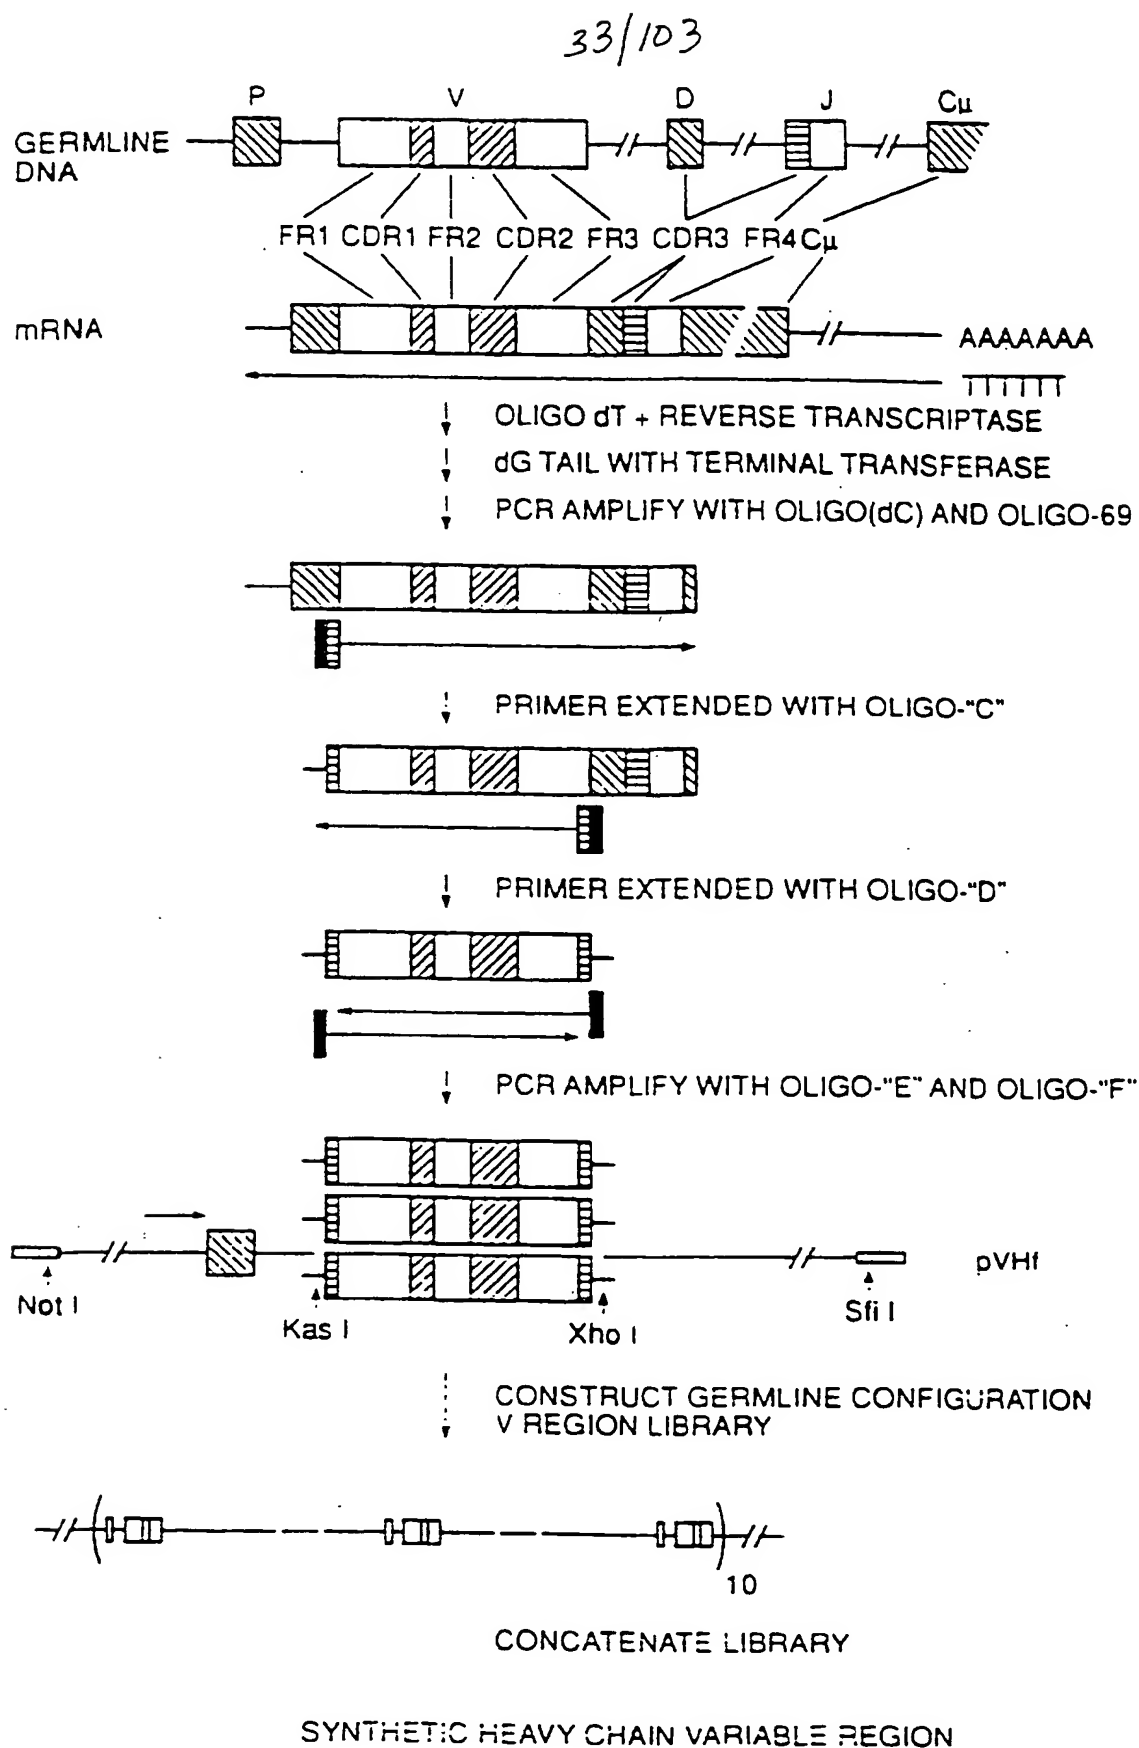 33/103
P V D J Cμ
GERMLINE
DNA
FR1 CDR1 FR2 CDR2 FR3 CDR3 FR4 Cμ
mRNA
AAAAAAA
TTTTTT
OLIGO dT + REVERSE TRANSCRIPTASE
dG TAIL WITH TERMINAL TRANSFERASE
PCR AMPLIFY WITH OLIGO(dC) AND OLIGO-69
PRIMER EXTENDED WITH OLIGO-"C"
PRIMER EXTENDED WITH OLIGO-"D"
PCR AMPLIFY WITH OLIGO-"E" AND OLIGO-"F"
pVHf
Not I
Kas I
Xho I
Sfi I
CONSTRUCT GERMLINE CONFIGURATION
V REGION LIBRARY
10
CONCATENATE LIBRARY
SYNTHETIC HEAVY CHAIN VARIABLE REGION